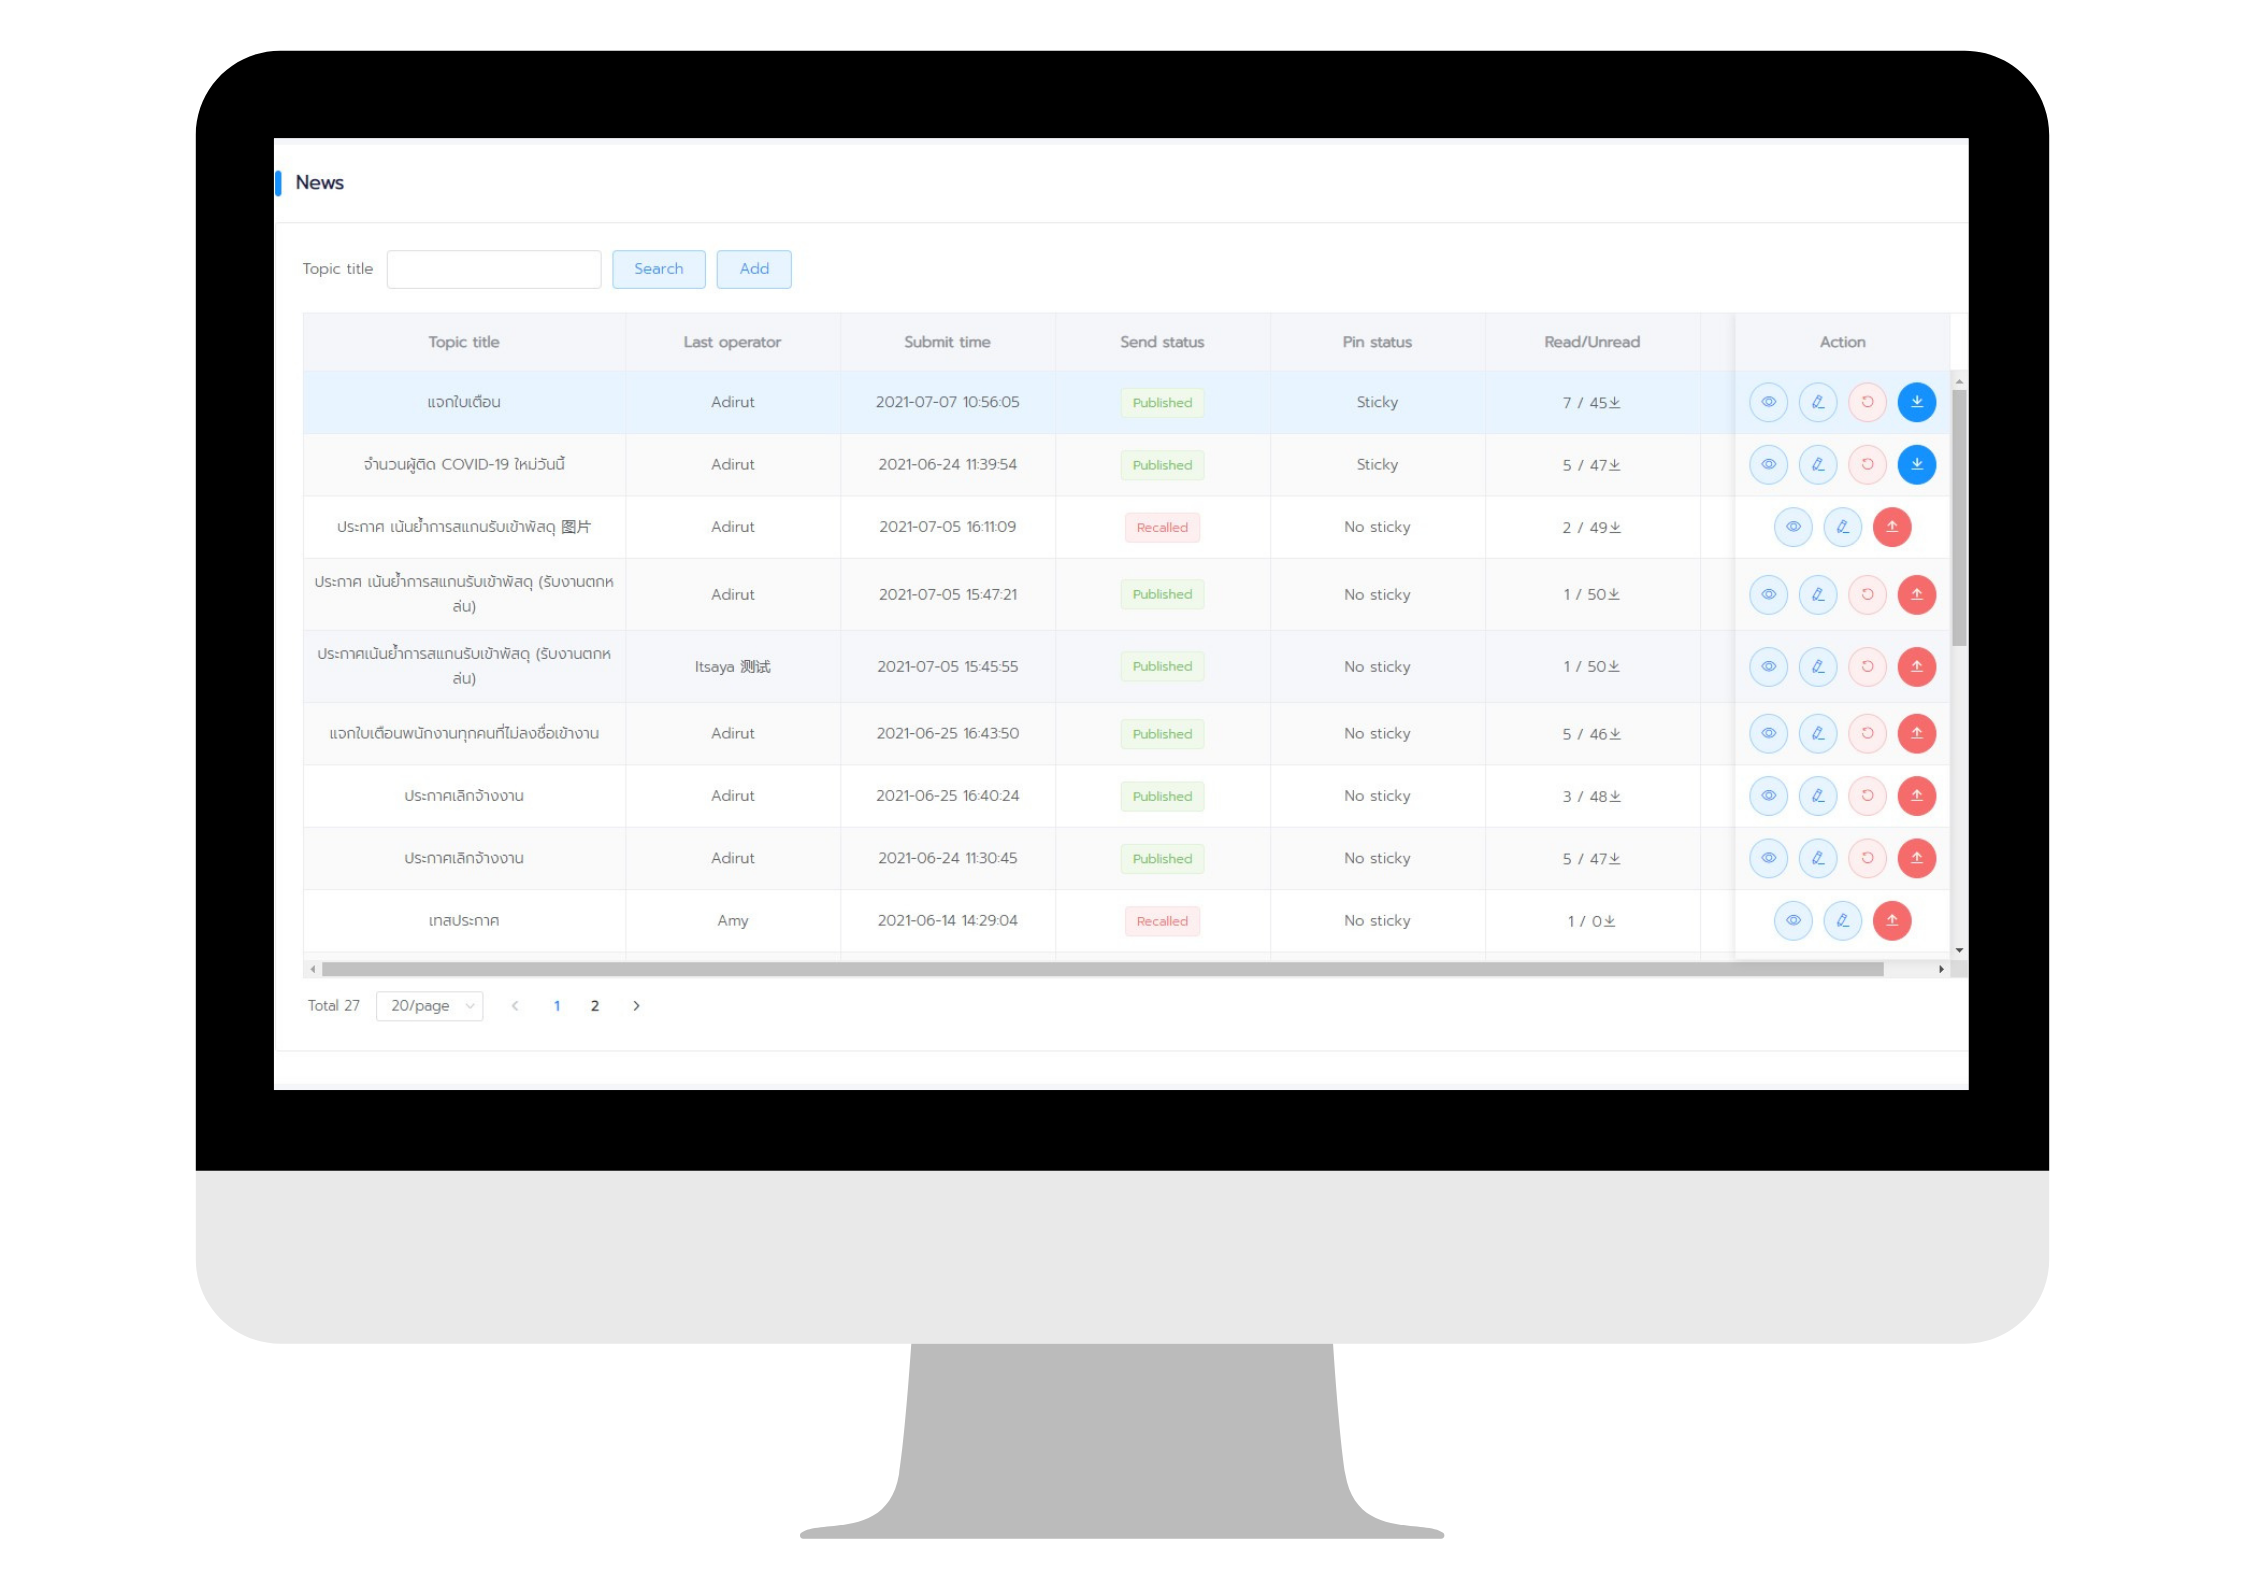 News
Topic title Search Add
Topic title Last operator Submit time Send status Pin status Read/Unread Action
แจกใบเตือน Adirut 2021-07-07 10:56:05 Published Sticky 7 / 45
จำนวนผู้ติด COVID-19 ใหม่วันนี้ Adirut 2021-06-24 11:39:54 Published Sticky 5 / 47
ประกาศ เน้นย้ำการสแกนรับเข้าพัสดุ 图片 Adirut 2021-07-05 16:11:09 Recalled No sticky 2 / 49
ประกาศ เน้นย้ำการสแกนรับเข้าพัสดุ (รับงานตกห
ล่น) Adirut 2021-07-05 15:47:21 Published No sticky 1 / 50
ประกาศเน้นย้ำการสแกนรับเข้าพัสดุ (รับงานตกห
ล่น) Itsaya 测试 2021-07-05 15:45:55 Published No sticky 1 / 50
แจกใบเตือนพนักงานทุกคนที่ไม่ลงชื่อเข้างาน Adirut 2021-06-25 16:43:50 Published No sticky 5 / 46
ประกาศเลิกจ้างงาน Adirut 2021-06-25 16:40:24 Published No sticky 3 / 48
ประกาศเลิกจ้างงาน Adirut 2021-06-24 11:30:45 Published No sticky 5 / 47
เทสประกาศ Amy 2021-06-14 14:29:04 Recalled No sticky 1 / 0
Total 27 20/page 1 2